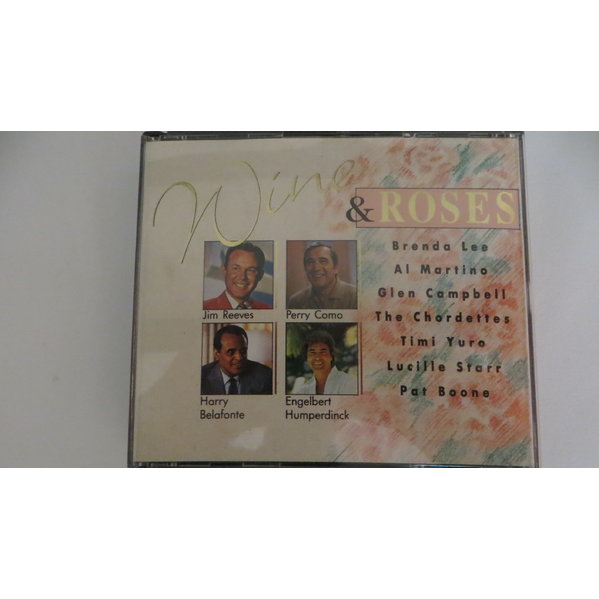 Wine
& ROSES
Jim Reeves
Perry Como
Harry
Belafonte
Engelbert
Humperdinck
Brenda Lee
Al Martino
Glen Campbell
The Chordettes
Timi Yuro
Lucille Starr
Pat Boone